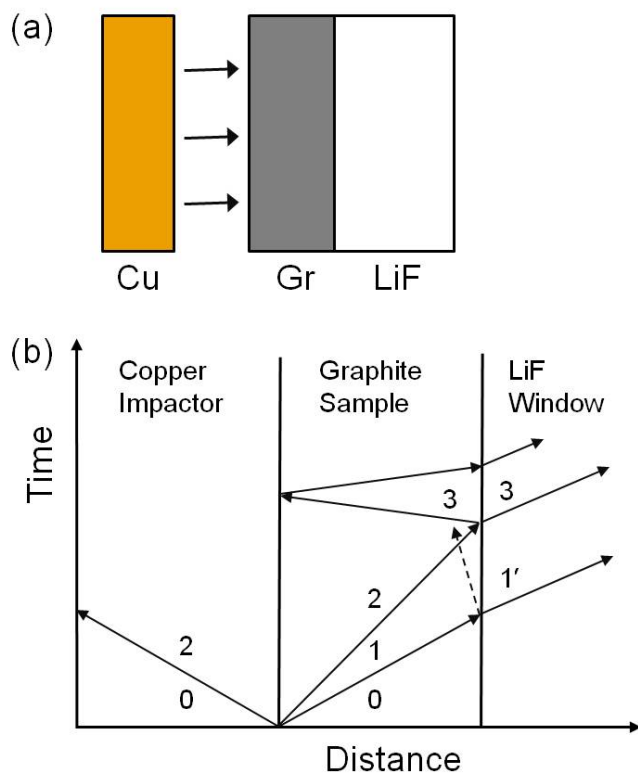 (a)
Cu
Gr
LiF
(b)
Copper
Impactor
Graphite
Sample
LiF
Window
Time
3
3
2
1′
2
1
0
0
Distance